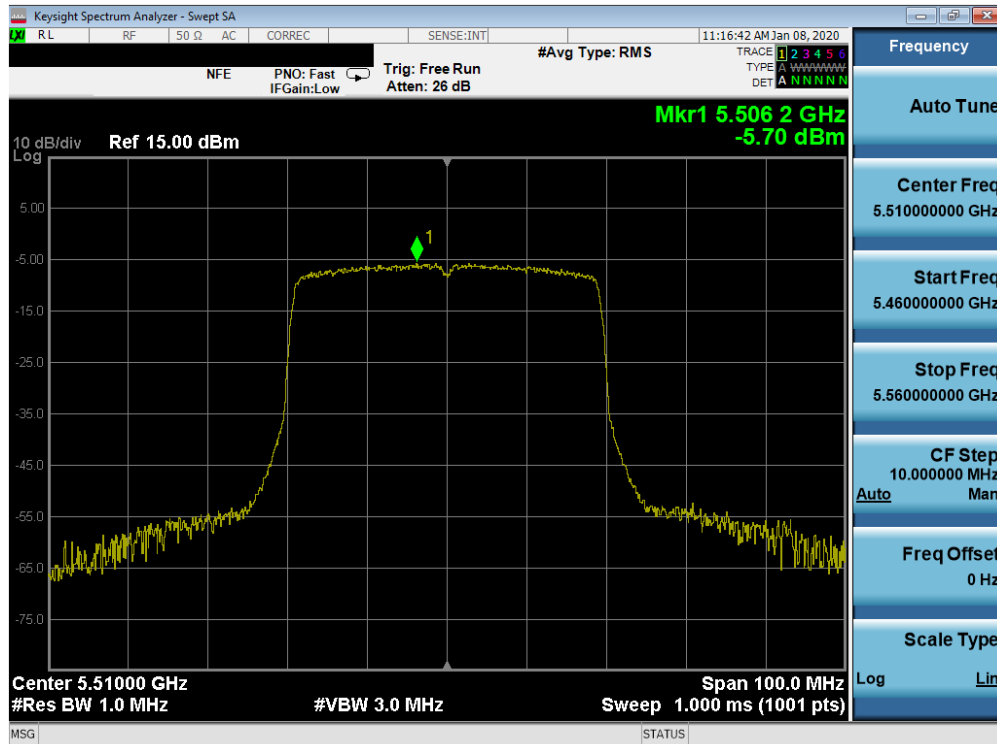 Keysight Spectrum Analyzer - Swept SA
LXI RL RF 50 Ω AC CORREC SENSE:INT 11:16:42 AM Jan 08, 2020
#Avg Type: RMS
TRACE 1 2 3 4 5 6
TYPE A W W W W W
DET A N N N N N
NFE
PNO: Fast
IFGain:Low
Trig: Free Run
Atten: 26 dB
Mkr1 5.506 2 GHz
-5.70 dBm
10 dB/div
Log
Ref 15.00 dBm
1
5.00
-5.00
-15.0
-25.0
-35.0
-45.0
-55.0
-65.0
-75.0
Center 5.51000 GHz
Span 100.0 MHz
#Res BW 1.0 MHz
#VBW 3.0 MHz
Sweep 1.000 ms (1001 pts)
MSG
STATUS
Frequency
Auto Tune
Center Freq
5.510000000 GHz
Start Freq
5.460000000 GHz
Stop Freq
5.560000000 GHz
CF Step
10.000000 MHz
Auto Man
Freq Offset
0 Hz
Scale Type
Log Lin